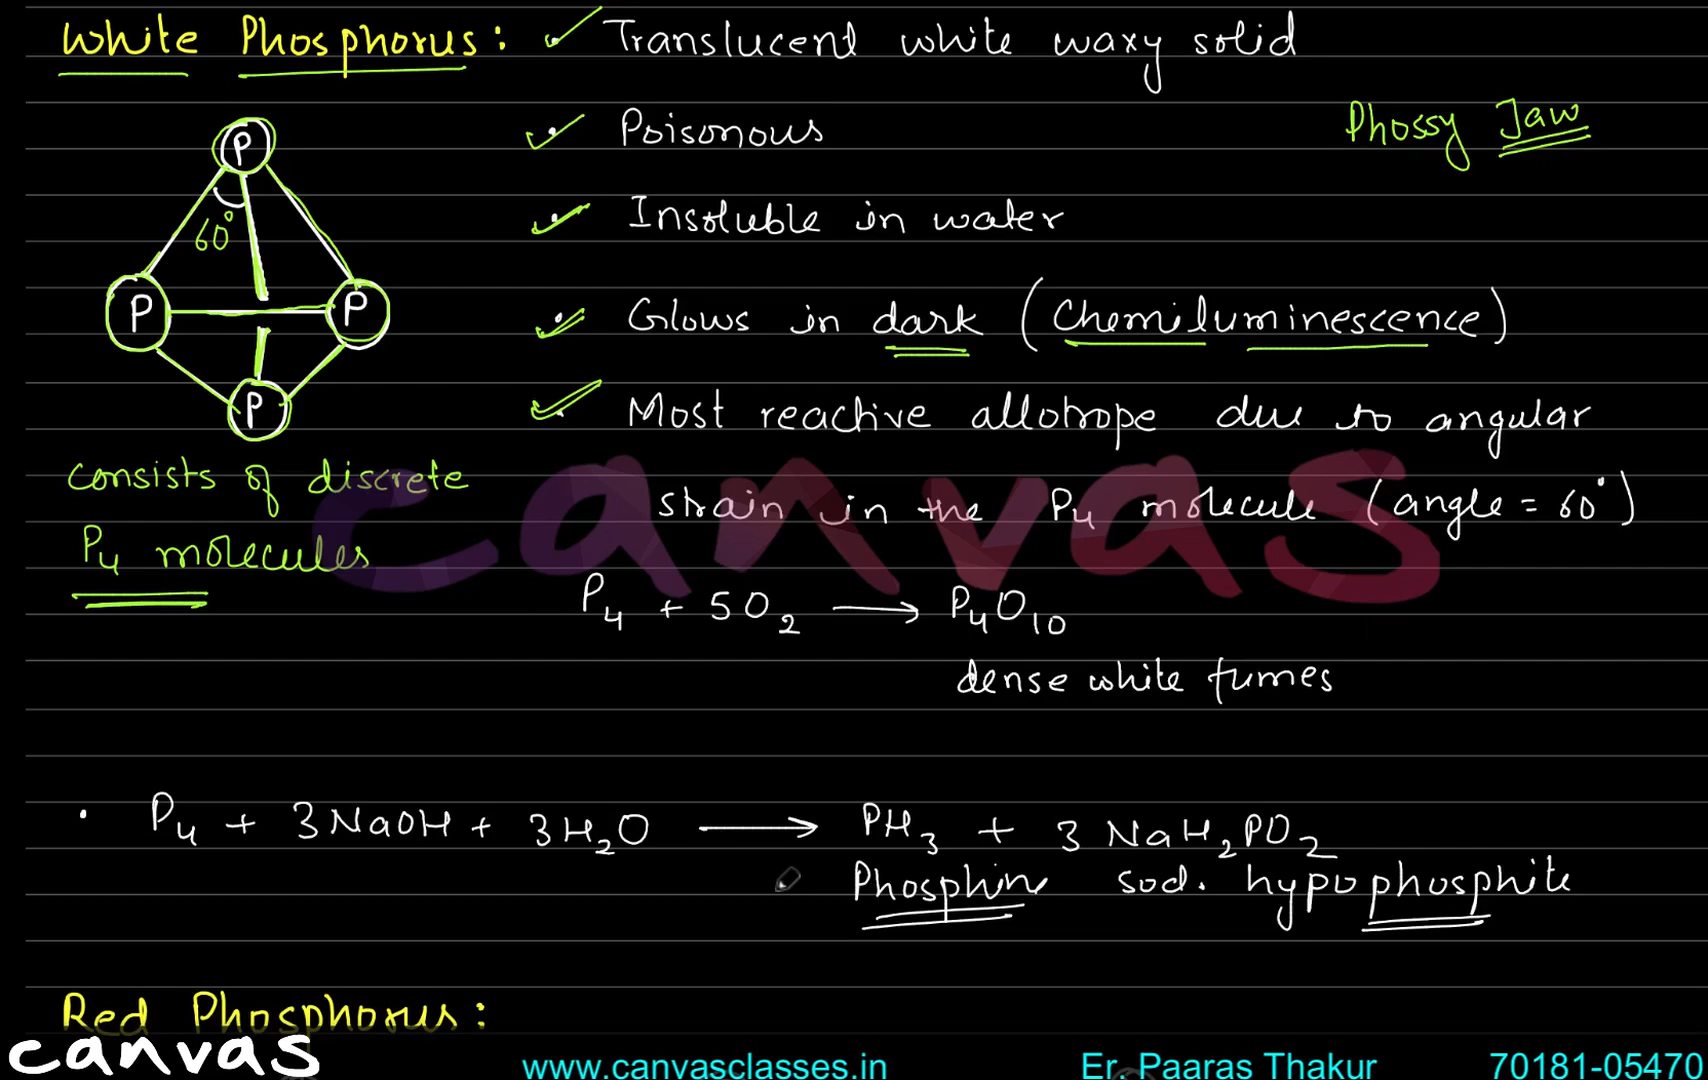 White Phosphorus: Translucent white waxy solid
Phossy Jaw
Poisonous
Insoluble in water
Glows in dark (Chemiluminescence)
Most reactive allotrope due to angular
strain in the P₄ molecule (angle = 60°)
P
60°
P
P
P
consists of discrete
P₄ molecules
canvas
P₄ + 5O₂ → P₄O₁₀
dense white fumes
· P₄ + 3NaOH + 3H₂O → PH₃ + 3NaH₂PO₂
Phosphine sod. hypophosphite
Red Phosphorus:
canvas
www.canvasclasses.in
Er. Paaras Thakur
70181-05470